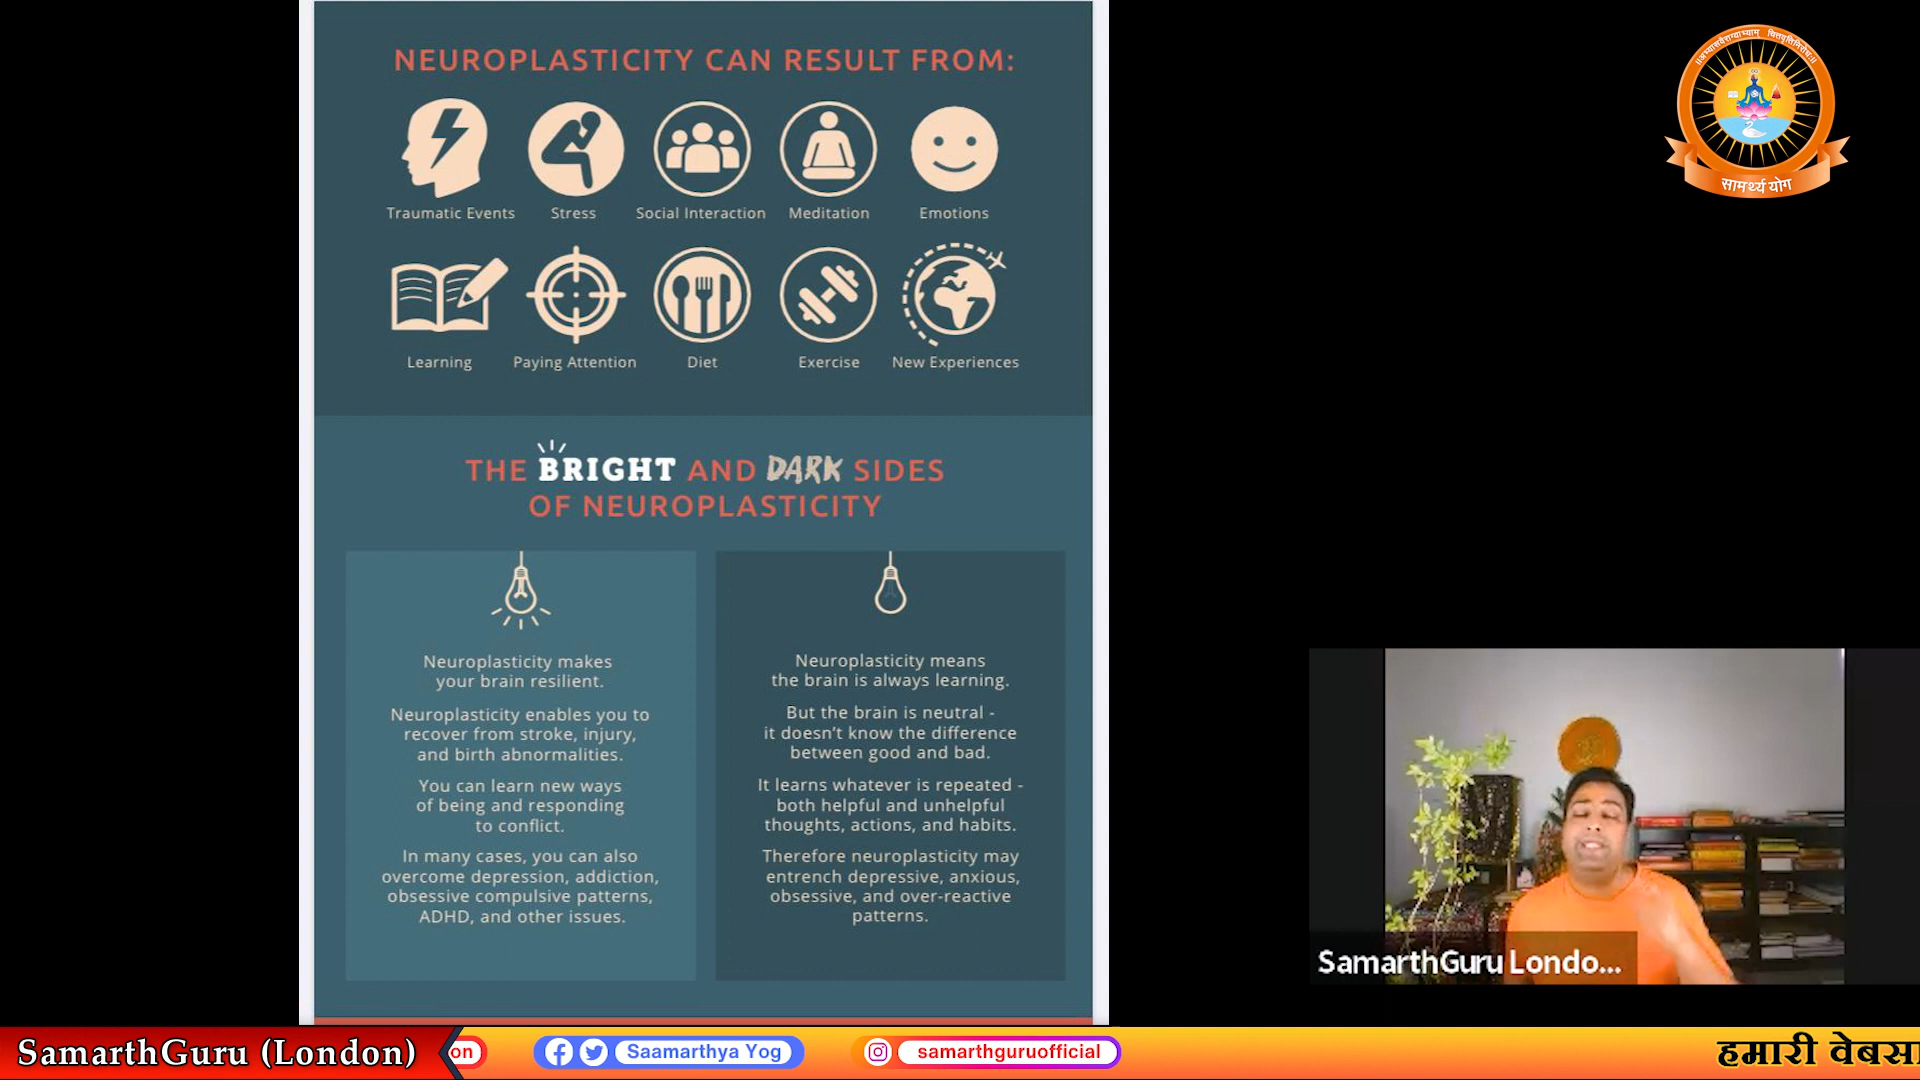 NEUROPLASTICITY CAN RESULT FROM:
Traumatic Events
Stress
Social Interaction
Meditation
Emotions
Learning
Paying Attention
Diet
Exercise
New Experiences
THE BRIGHT AND DARK SIDES
OF NEUROPLASTICITY
Neuroplasticity makes
your brain resilient.
Neuroplasticity enables you to
recover from stroke, injury,
and birth abnormalities.
You can learn new ways
of being and responding
to conflict.
In many cases, you can also
overcome depression, addiction,
obsessive compulsive patterns,
ADHD, and other issues.
Neuroplasticity means
the brain is always learning.
But the brain is neutral -
it doesn't know the difference
between good and bad.
It learns whatever is repeated -
both helpful and unhelpful
thoughts, actions, and habits.
Therefore neuroplasticity may
entrench depressive, anxious,
obsessive, and over-reactive
patterns.
सामर्थ्य योग
SamarthGuru Londo...
SamarthGuru (London)
on
Saamarthya Yog
samarthguruofficial
हमारी वेबसा